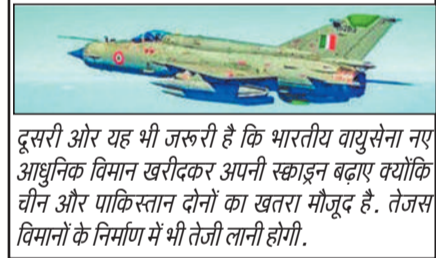 दूसरी ओर यह भी जरूरी है कि भारतीय वायुसेना नए
आधुनिक विमान खरीदकर अपनी स्क्वाड्रन बढ़ाए क्योंकि
चीन और पाकिस्तान दोनों का खतरा मौजूद है. तेजस
विमानों के निर्माण में भी तेजी लानी होगी.